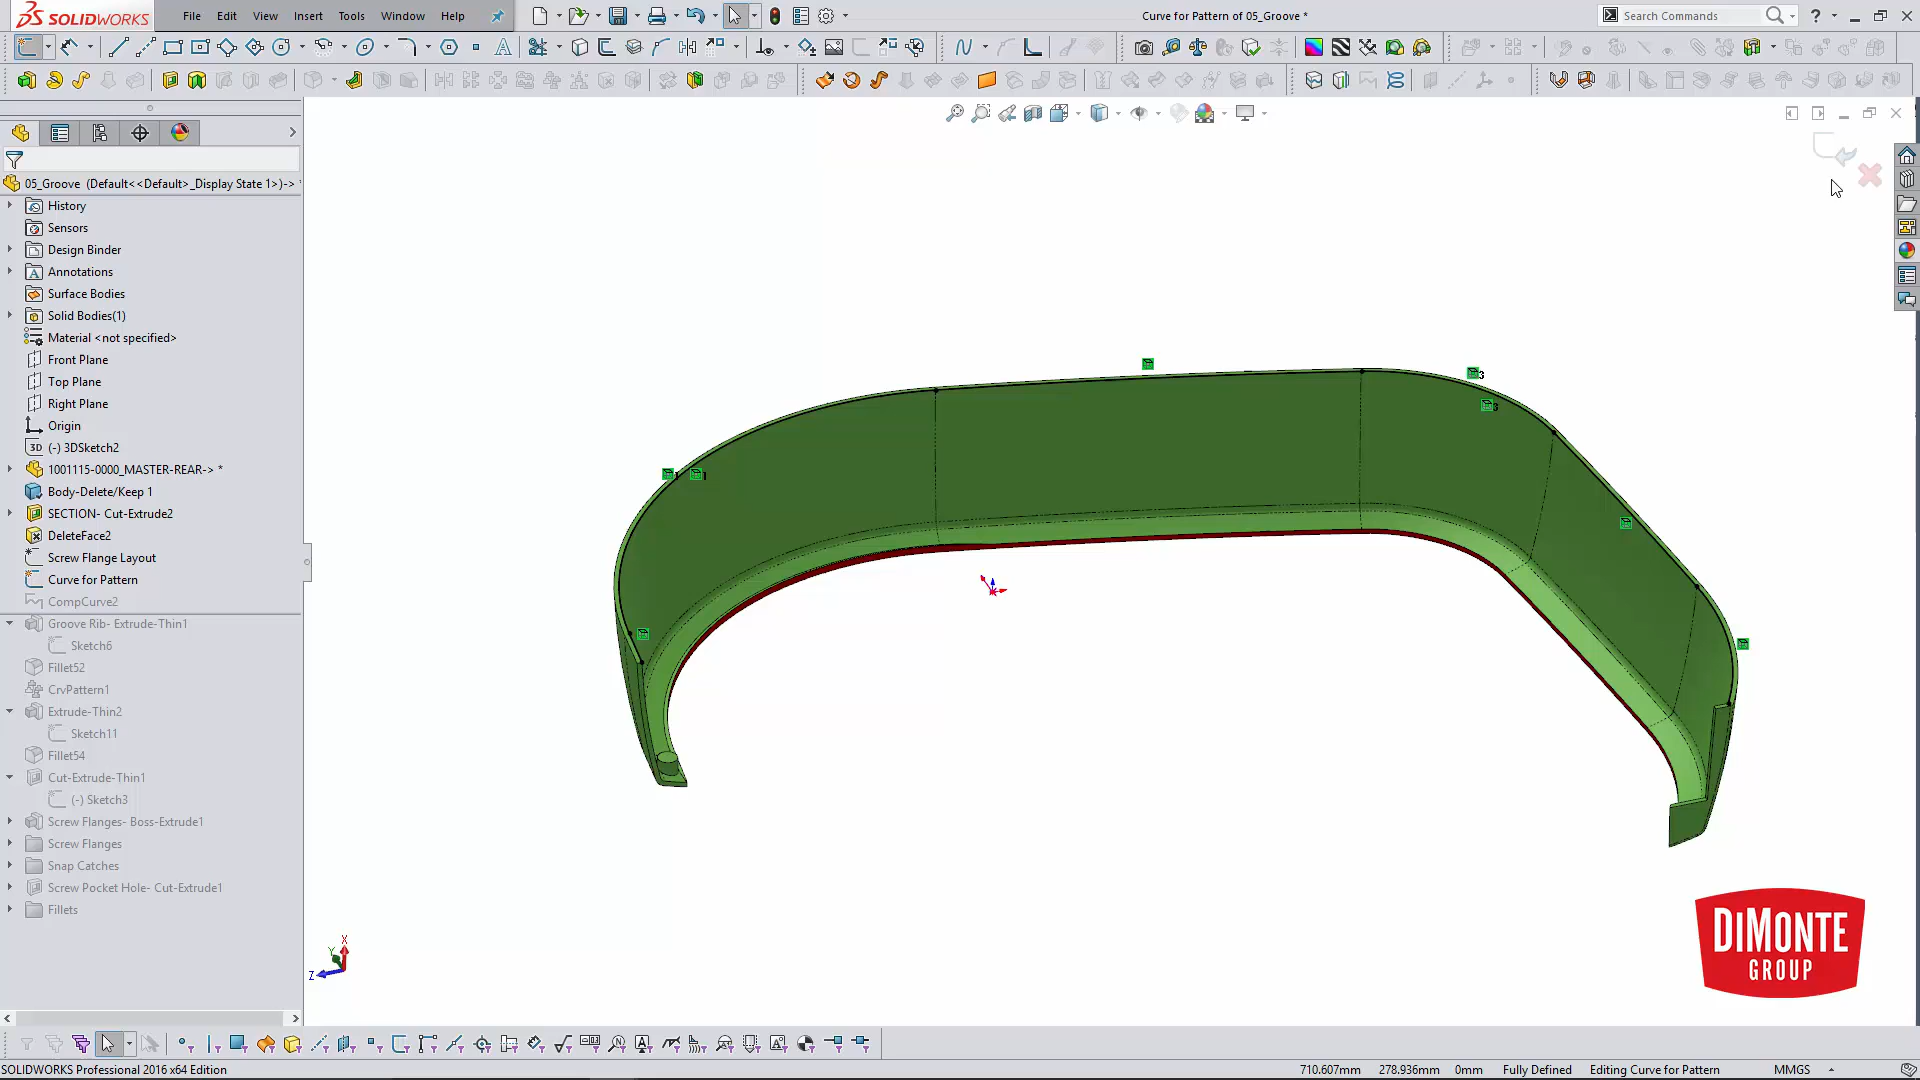 SOLIDWORKS
File Edit View Insert Tools Window Help
Curve for Pattern of 05_Groove *
Search Commands
05_Groove (Default<<Default>_Display State 1>)-> *
History
Sensors
Design Binder
Annotations
Surface Bodies
Solid Bodies(1)
Material <not specified>
Front Plane
Top Plane
Right Plane
Origin
3D (-) 3DSketch2
1001115-0000_MASTER-REAR-> *
Body-Delete/Keep 1
SECTION- Cut-Extrude2
DeleteFace2
Screw Flange Layout
Curve for Pattern
CompCurve2
Groove Rib- Extrude-Thin1
Sketch6
Fillet52
CrvPattern1
Extrude-Thin2
Sketch11
Fillet54
Cut-Extrude-Thin1
(-) Sketch3
Screw Flanges- Boss-Extrude1
Screw Flanges
Snap Catches
Screw Pocket Hole- Cut-Extrude1
Fillets
3
X
Y
Z
DIMONTE
GROUP
SOLIDWORKS Professional 2016 x64 Edition
710.607mm 278.936mm 0mm Fully Defined Editing Curve for Pattern MMGS